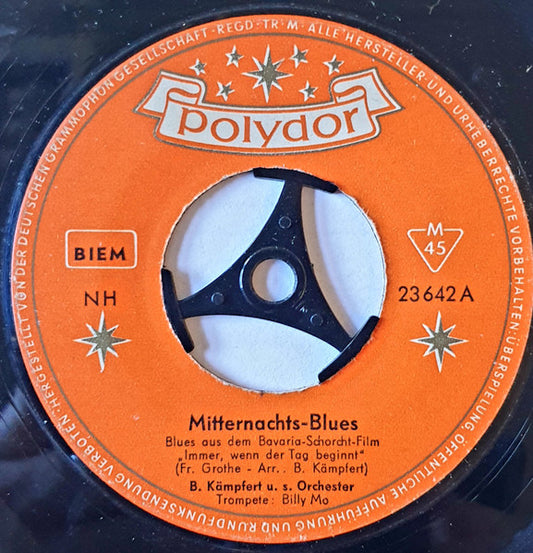 HERGESTELLT VON DER DEUTSCHEN GRAMMOPHON GESELLSCHAFT · REGD · TR · M · ALLE HERSTELLER UND URHEBERRECHTE VORBEHALTEN: ÜBERSPIELUNG ÖFFENTLICHE AUFFÜHRUNG UND RUNDFUNKSENDUNG VERBOTEN:
polydor
BIEM
M
45
NH
23642A
Mitternachts-Blues
Blues aus dem Bavaria-Schorcht-Film
„Immer, wenn der Tag beginnt"
(Fr. Grothe - Arr.. B. Kämpfert)
B. Kämpfert u. s. Orchester
Trompete: Billy Mo